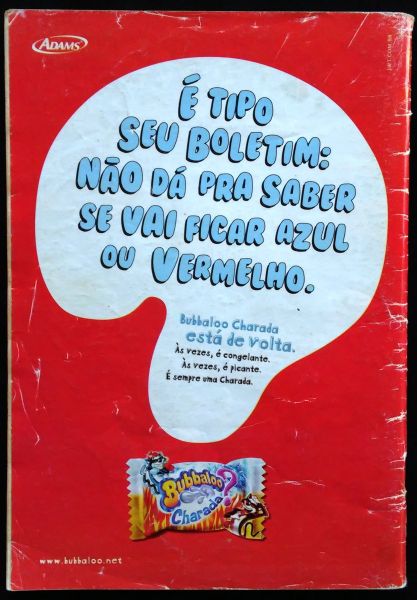 ADAMS
É TIPO
SEU BOLETIM:
NÃO DÁ PRA SABER
SE VAI FICAR AZUL
OU VERMELHO.
Bubbaloo Charada
está de volta.
Às vezes, é congelante.
Às vezes, é picante.
É sempre uma Charada.
Bubbaloo
Charada
?
www.bubbaloo.net